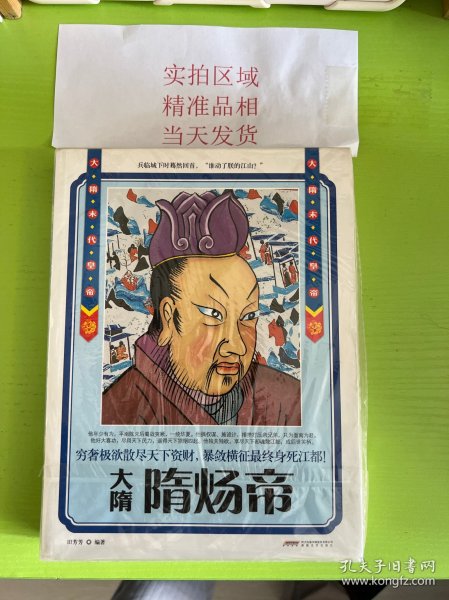 实拍区域
精准品相
当天发货
兵临城下时蓦然回首，“谁动了朕的江山？”
大隋末代皇帝
大隋末代皇帝
穷奢极欲散尽天下资财，暴敛横征最终身死江都！
大隋
隋炀帝
田芳芳 编著
孔夫子旧书网
www.kongfz.com